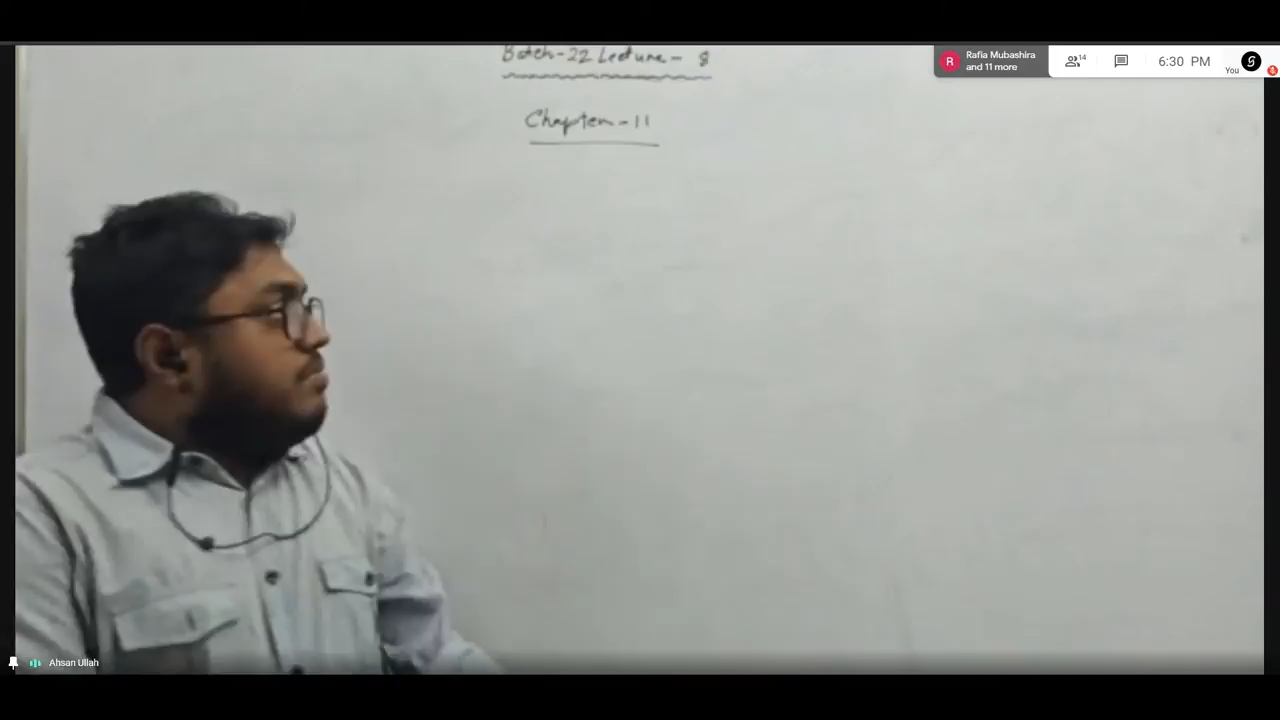 Batch-22 Lecture- 8
Chapter-11
Rafia Mubashira
and 11 more
R
14
6:30 PM
You
Ahsan Ullah